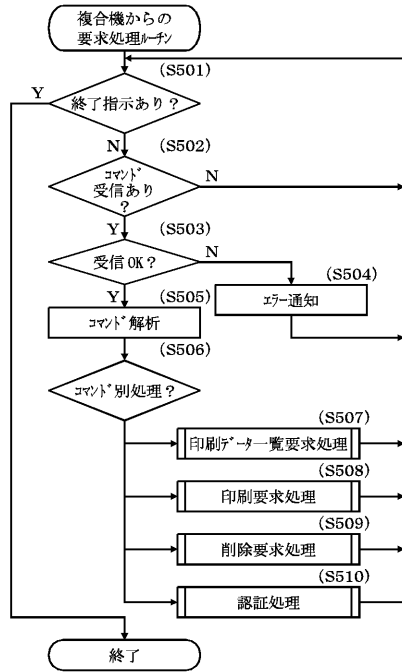 複合機からの
要求処理ルーチン
(S501)
Y
終了指示あり？
N
(S502)
コマンド
受信あり
？
N
Y
(S503)
受信OK？
N
(S504)
エラー通知
Y
(S505)
コマンド解析
(S506)
コマンド別処理？
(S507)
印刷データ一覧要求処理
(S508)
印刷要求処理
(S509)
削除要求処理
(S510)
認証処理
終了